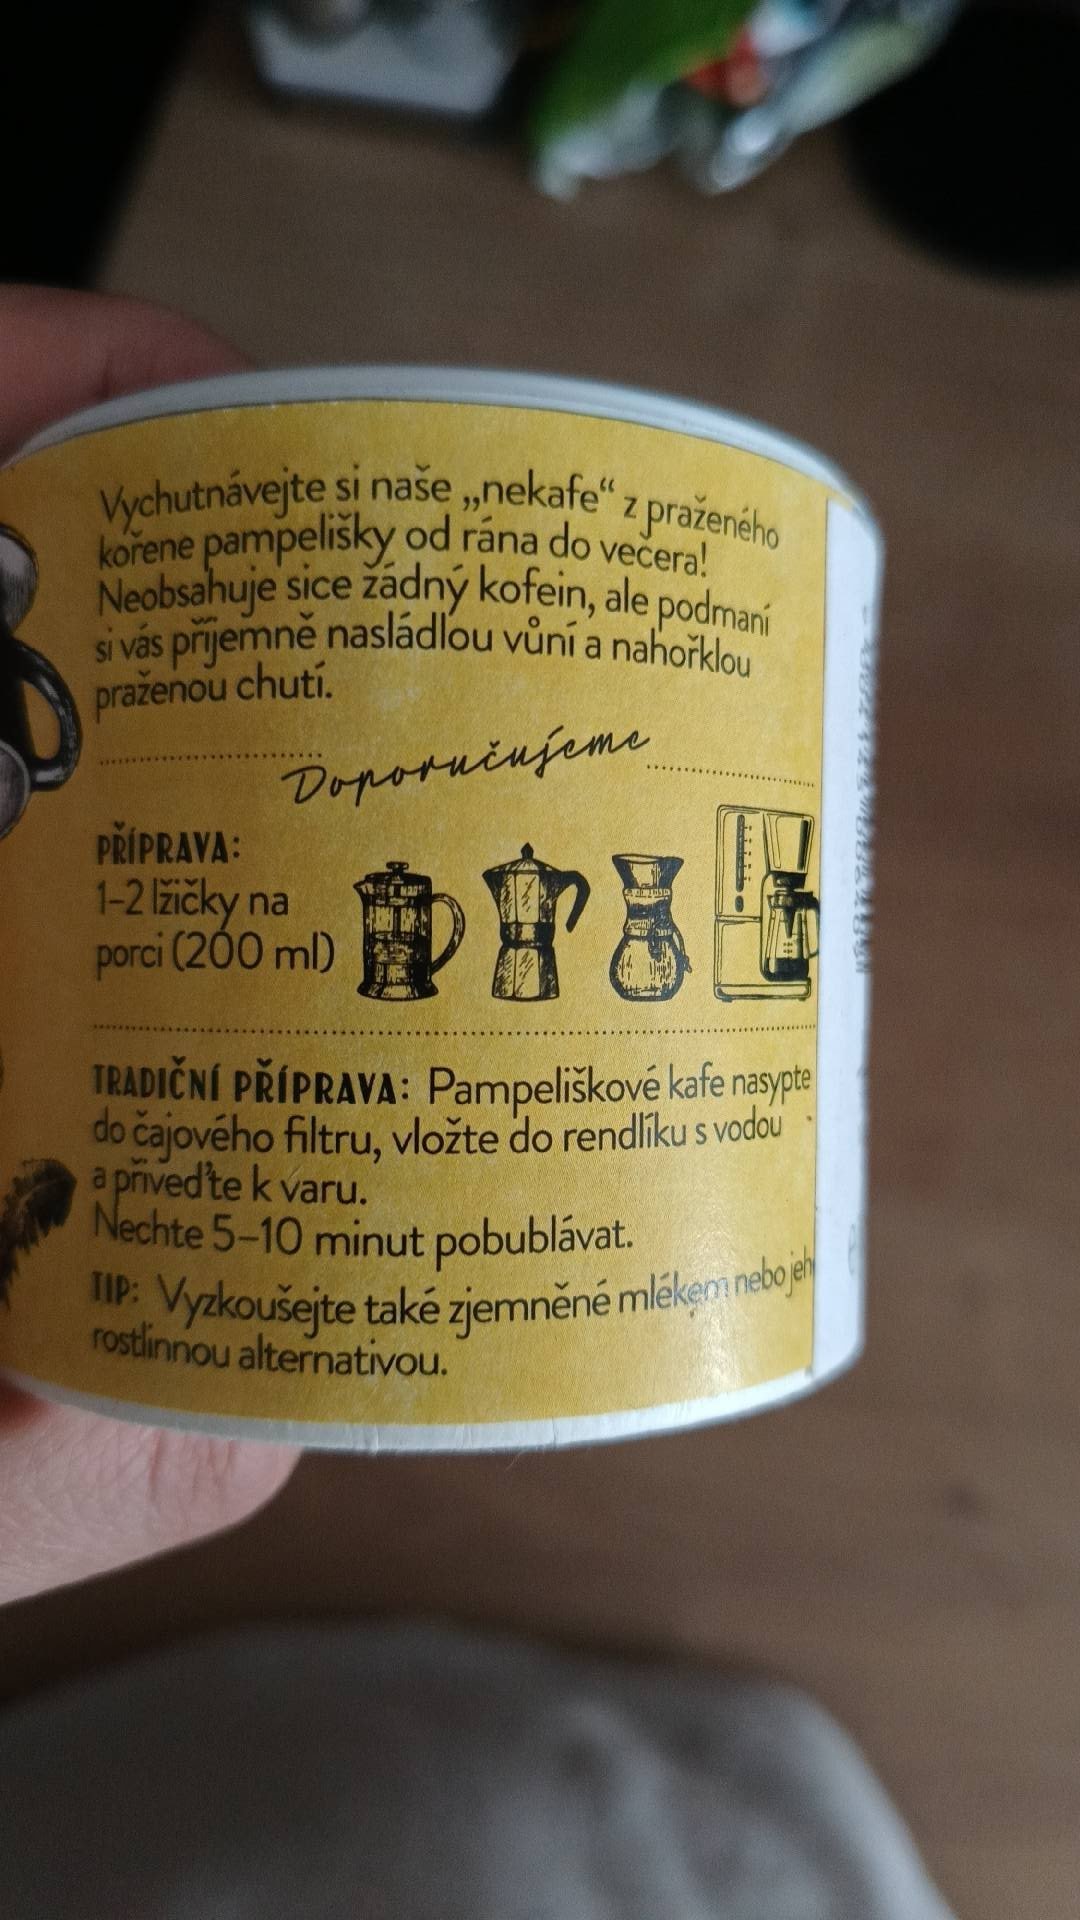 Vychutnávejte si naše „nekafe“ z praženého
kořene pampelišky od rána do večera!
Neobsahuje sice žádný kofein, ale podmaní
si vás příjemně nasládlou vůní a nahořklou
praženou chutí.
Doporučujeme
PŘÍPRAVA:
1-2 lžičky na
porci (200 ml)
TRADIČNÍ PŘÍPRAVA: Pampeliškové kafe nasypte
do čajového filtru, vložte do rendlíku s vodou
a přiveďte k varu.
Nechte 5-10 minut pobublávat.
TIP: Vyzkoušejte také zjemněné mlékem nebo jeh
rostlinnou alternativou.